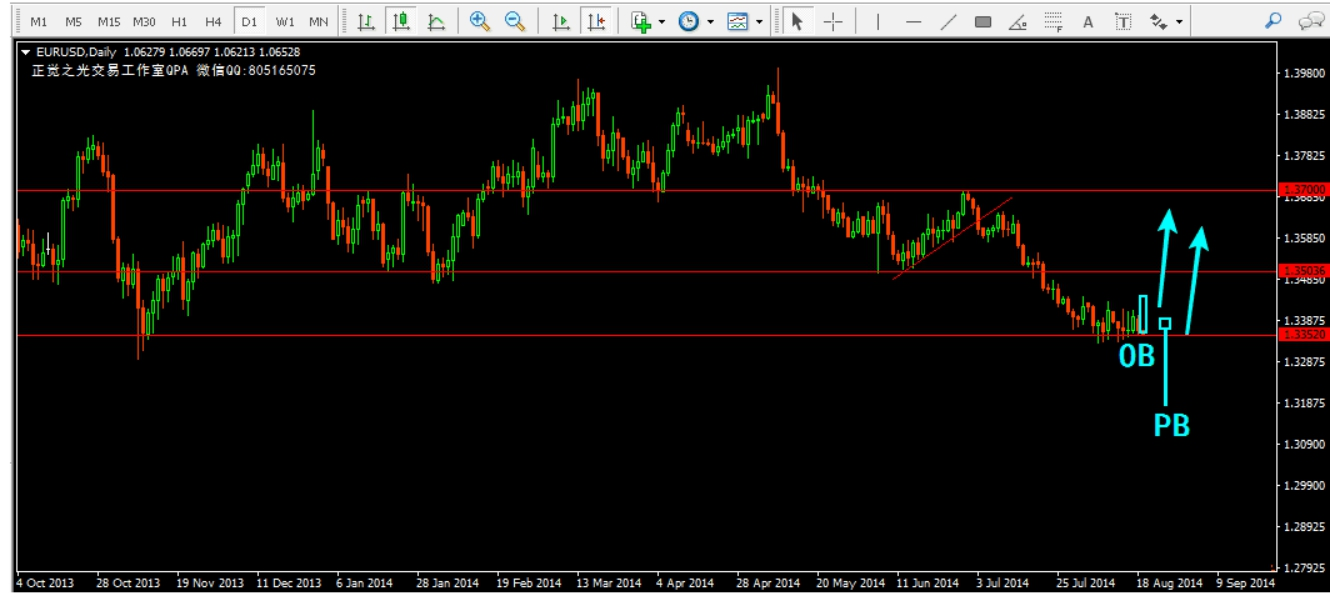 M1 M5 M15 M30 H1 H4 D1 W1 MN
EURUSD,Daily 1.06279 1.06697 1.06213 1.06528
正觉之光交易工作室QPA 微信QQ:805165075
1.39800
1.38825
1.37825
1.37000
1.35850
1.35036
1.34850
1.33875
1.33520
OB
1.32875
1.31875
PB
1.30900
1.29900
1.28925
1.27925
4 Oct 2013 28 Oct 2013 19 Nov 2013 11 Dec 2013 6 Jan 2014 28 Jan 2014 19 Feb 2014 13 Mar 2014 4 Apr 2014 28 Apr 2014 20 May 2014 11 Jun 2014 3 Jul 2014 25 Jul 2014 18 Aug 2014 9 Sep 2014